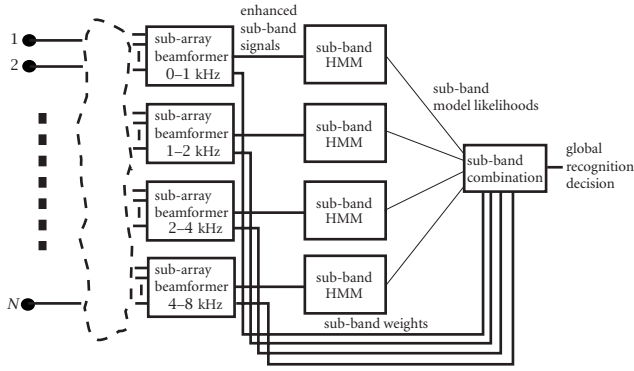 1
2
N
sub-array
beamformer
0–1 kHz
sub-array
beamformer
1–2 kHz
sub-array
beamformer
2–4 kHz
sub-array
beamformer
4–8 kHz
enhanced
sub-band
signals
sub-band
HMM
sub-band
HMM
sub-band
HMM
sub-band
HMM
sub-band
model likelihoods
sub-band
combination
global
recognition
decision
sub-band weights